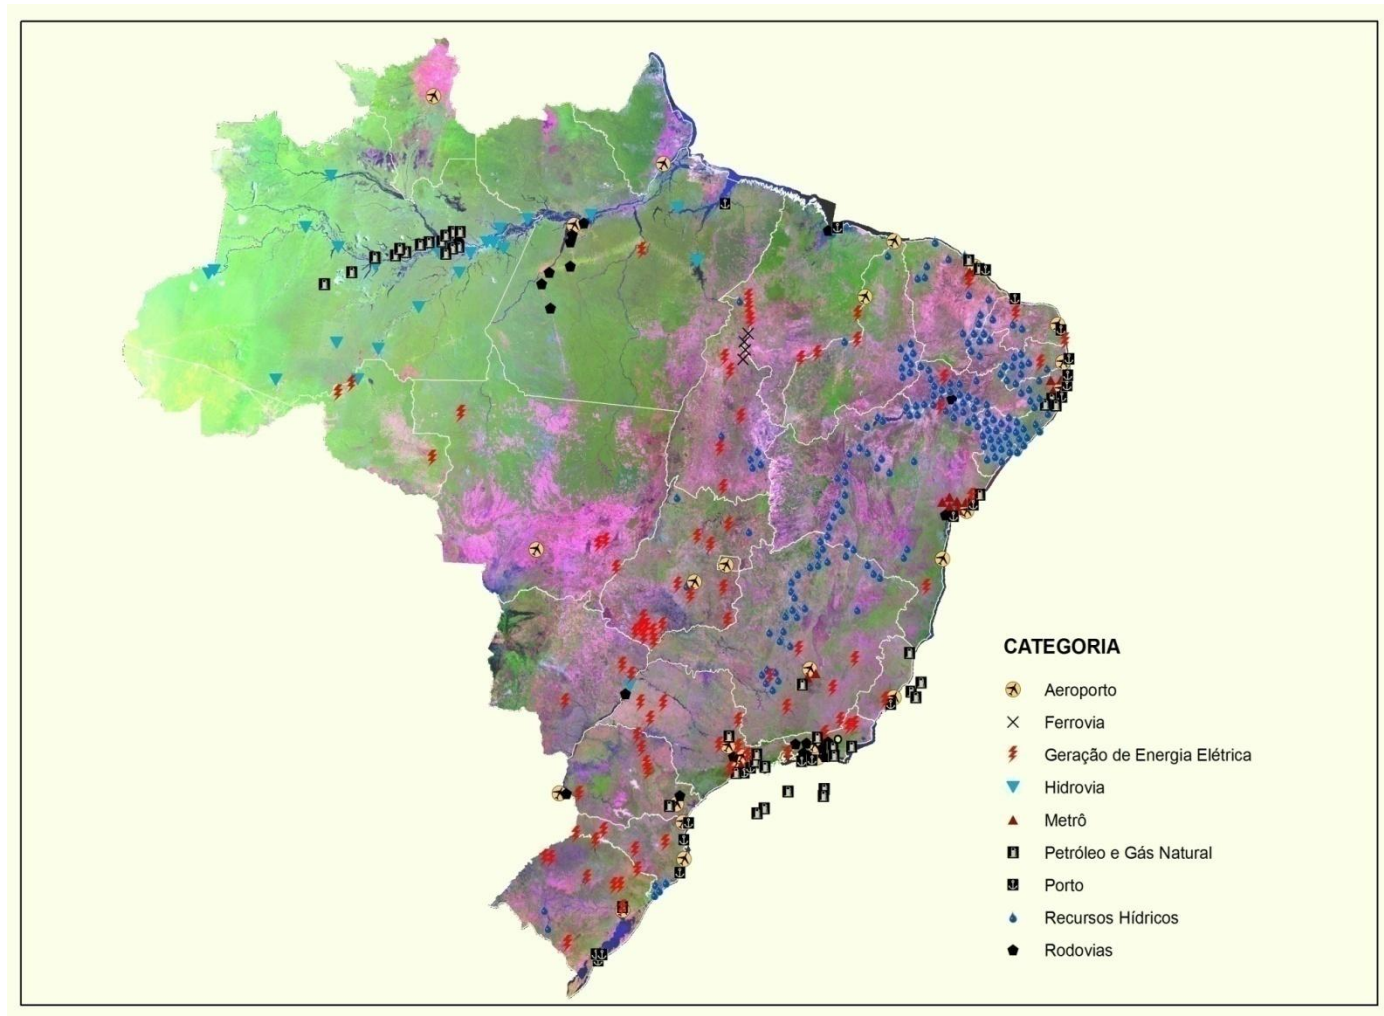 CATEGORIA
Aeroporto
Ferrovia
Geração de Energia Elétrica
Hidrovia
Metrô
Petróleo e Gás Natural
Porto
Recursos Hídricos
Rodovias